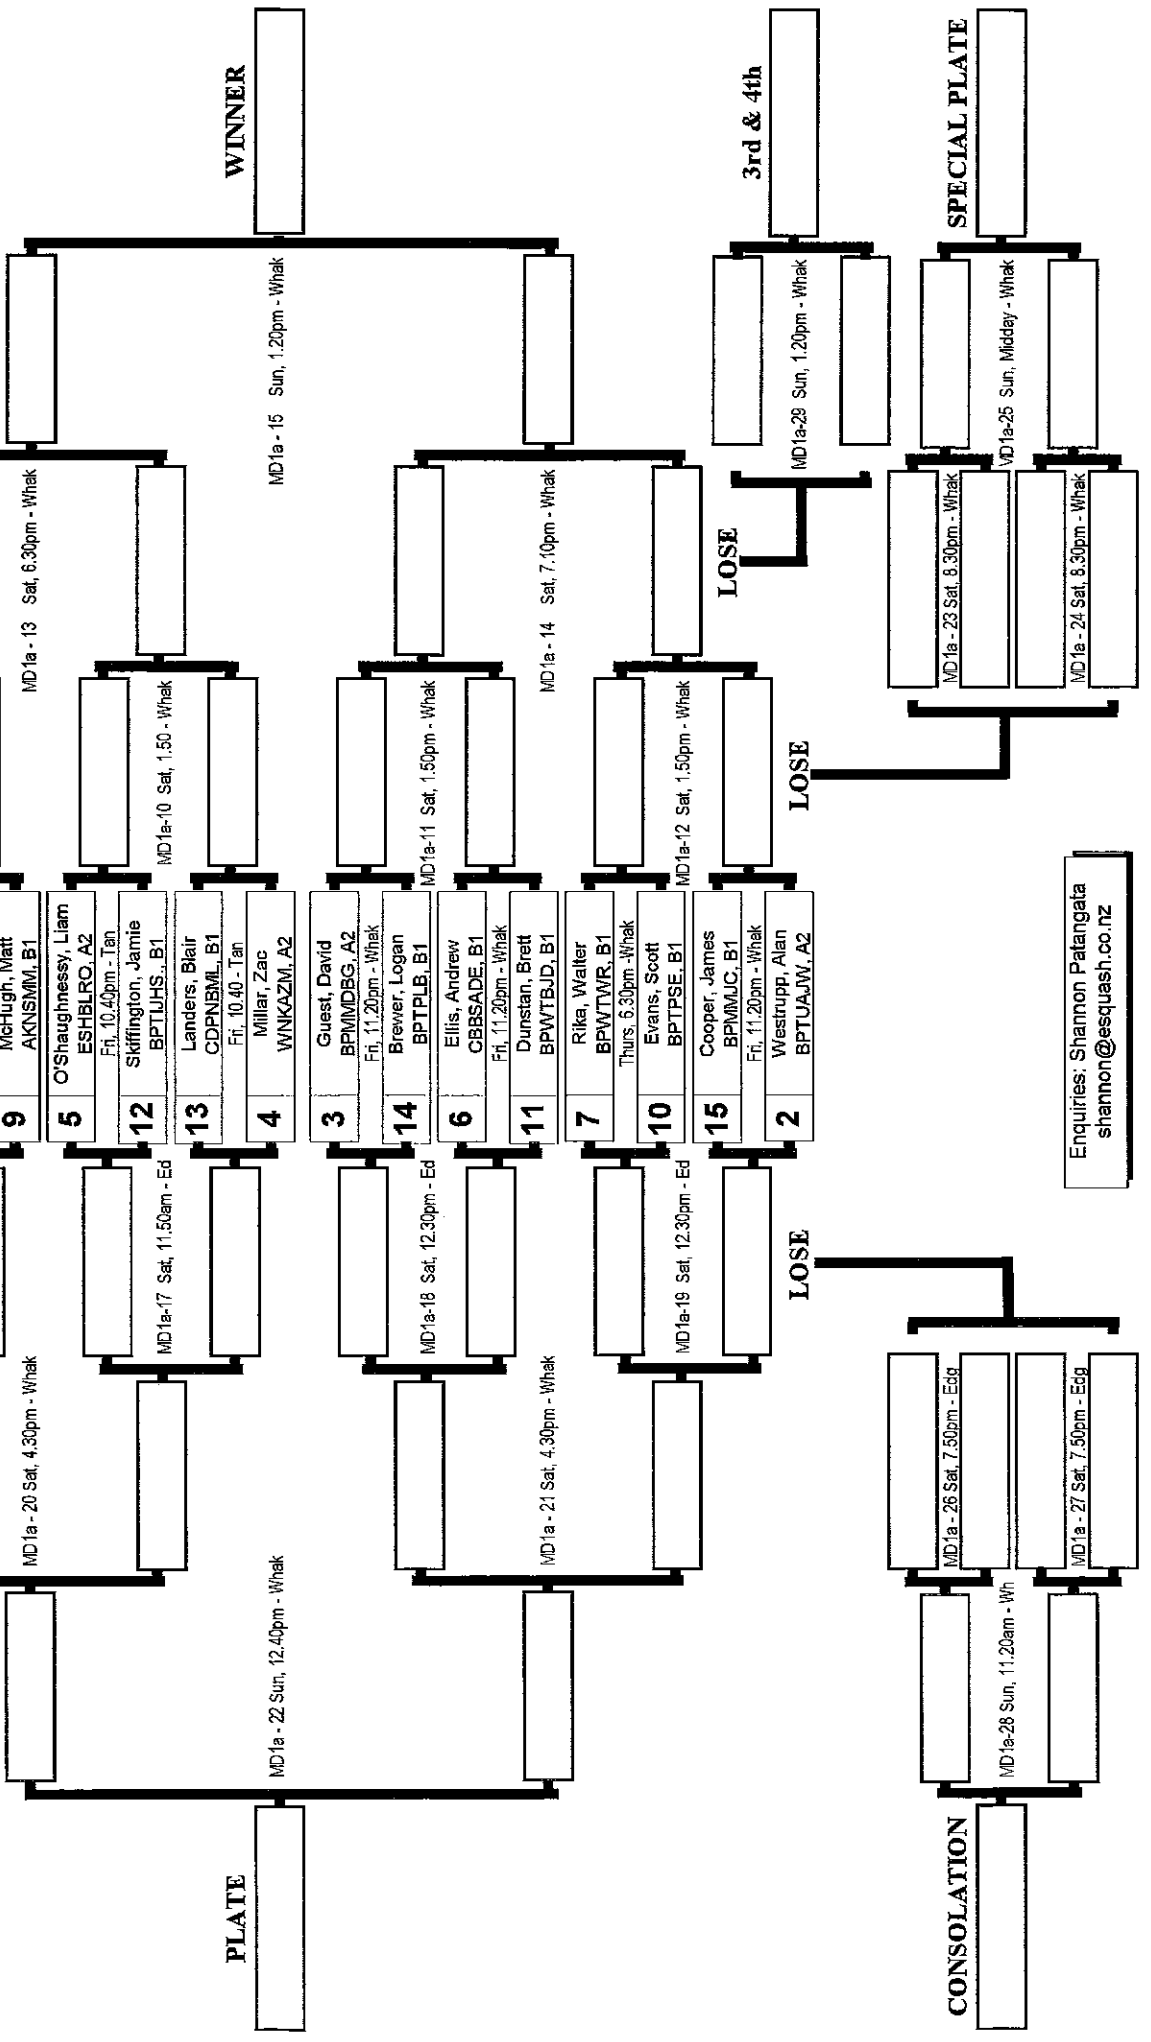 PLATE
WINNER
MD1a - 20 Sat, 4.30pm - Whak
9
McHugh, Matt
AKNSMM, B1
MD1a - 13 Sat, 6.30pm - Whak
5
O'Shaughnessy, Liam
ESHBLRO, A2
Fri, 10.40pm - Tan
12
Skiffington, Jamie
BPTIJHS, B1
MD1a-17 Sat, 11.50am - Ed
MD1a-10 Sat, 1.50 - Whak
13
Landers, Blair
CDPNBML, B1
Fri, 10.40 - Tan
4
Millar, Zac
WNKAZM, A2
MD1a - 22 Sun, 12.40pm - Whak
MD1a - 15 Sun, 1.20pm - Whak
3
Guest, David
BPMMDBG, A2
Fri, 11.20pm - Whak
14
Brewer, Logan
BPTPLB, B1
MD1a-18 Sat, 12.30pm - Ed
MD1a-11 Sat, 1.50pm - Whak
6
Ellis, Andrew
CBBSADE, B1
Fri, 11.20pm - Whak
11
Dunstan, Brett
BPWTBJD, B1
MD1a - 21 Sat, 4.30pm - Whak
MD1a - 14 Sat, 7.10pm - Whak
7
Rika, Walter
BPWTWR, B1
Thurs, 6.30pm -Whak
10
Evans, Scott
BPTPSE, B1
MD1a-19 Sat, 12.30pm - Ed
MD1a-12 Sat, 1.50pm - Whak
15
Cooper, James
BPMMJC, B1
Fri, 11.20pm - Whak
2
Westrupp, Alan
BPTUAJW, A2
LOSE
3rd & 4th
MD1a-29 Sun, 1.20pm - Whak
LOSE
LOSE
CONSOLATION
SPECIAL PLATE
MD1a - 26 Sat, 7.50pm - Edg
MD1a - 23 Sat, 8.30pm - Whak
MD1a-28 Sun, 11.20am - Wh
MD1a-25 Sun, Midday - Whak
MD1a - 27 Sat, 7.50pm - Edg
MD1a - 24 Sat, 8.30pm - Whak
Enquiries: Shannon Patangata
shannon@esquash.co.nz